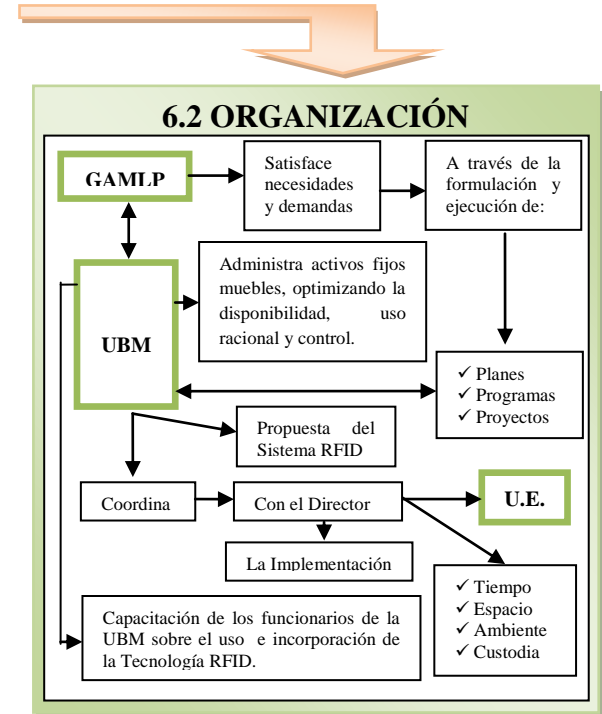 6.2 ORGANIZACIÓN
GAMLP
Satisface
necesidades
y demandas
A través de la
formulación y
ejecución de:
UBM
Administra activos fijos
muebles, optimizando la
disponibilidad, uso
racional y control.
✓ Planes
✓ Programas
✓ Proyectos
Propuesta del
Sistema RFID
Coordina
Con el Director
U.E.
La Implementación
✓ Tiempo
✓ Espacio
✓ Ambiente
✓ Custodia
Capacitación de los funcionarios de la
UBM sobre el uso e incorporación de
la Tecnología RFID.